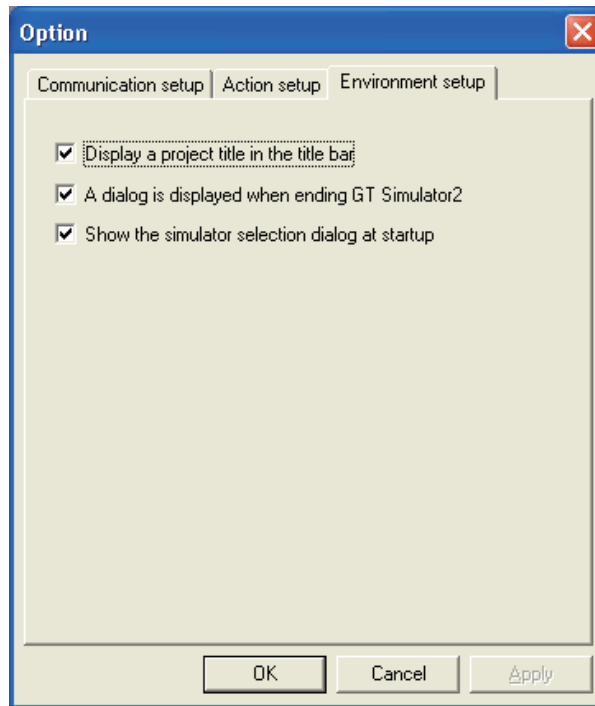 Option
Communication setup Action setup Environment setup
Display a project title in the title bar
A dialog is displayed when ending GT Simulator2
Show the simulator selection dialog at startup
OK Cancel Apply